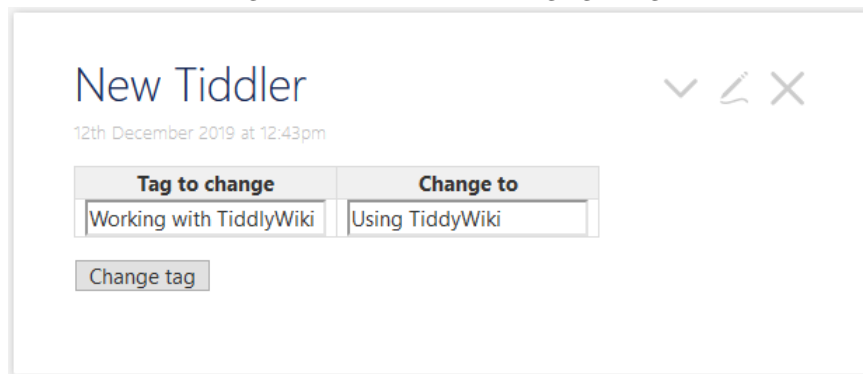 New Tiddler
12th December 2019 at 12:43pm
Tag to change Change to
Working with TiddlyWiki Using TiddyWiki
Change tag